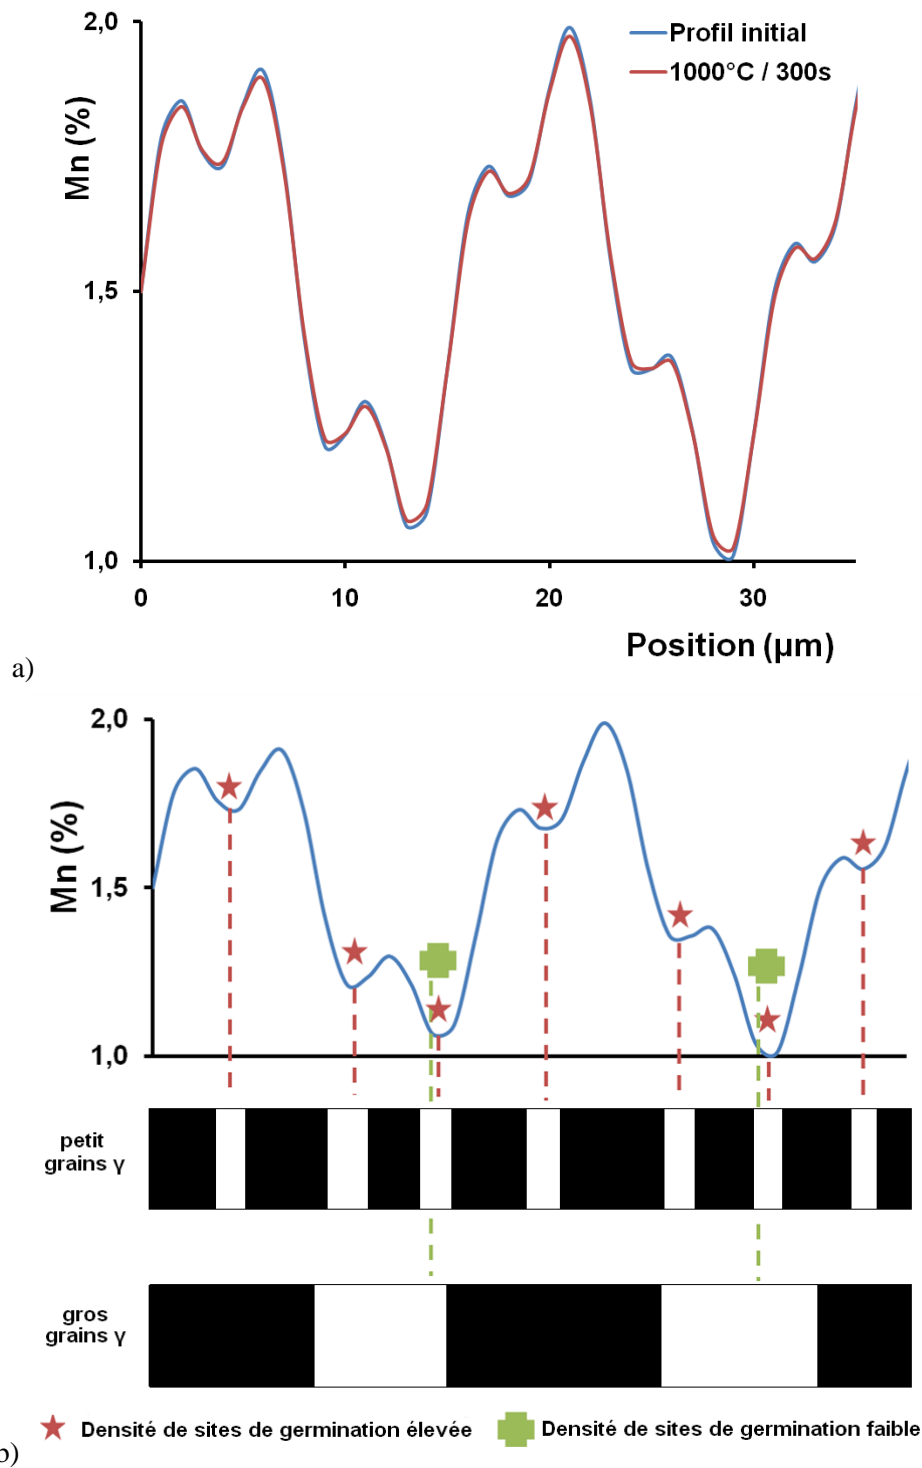 2,0
Profil initial
1000°C / 300s
Mn (%)
1,5
1,0
0 10 20 30
Position (µm)
a)
2,0
Mn (%)
1,5
1,0
petit
grains γ
gros
grains γ
Densité de sites de germination élevée
Densité de sites de germination faible
b)